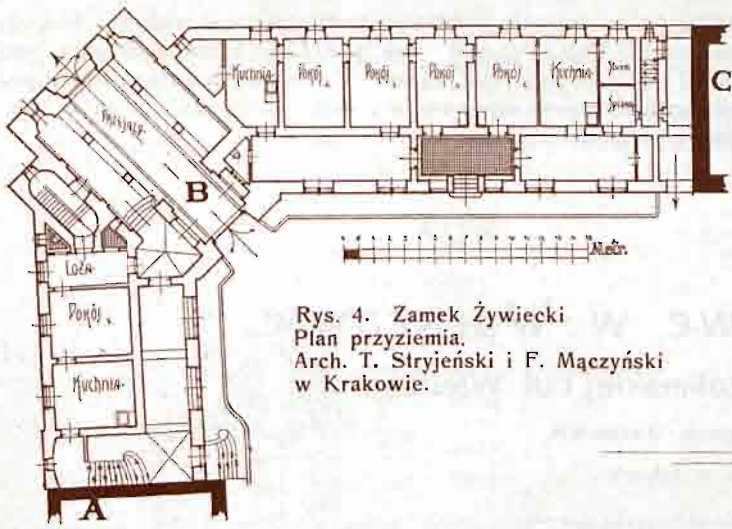 Kuchnia
Pokój
Pokój
Pokój
Pokój
Kuchnia
C
B
Metr.
Loża
Pokój
Kuchnia
A
Rys. 4. Zamek Żywiecki
Plan przyziemia.
Arch. T. Stryjeński i F. Mączyński
w Krakowie.